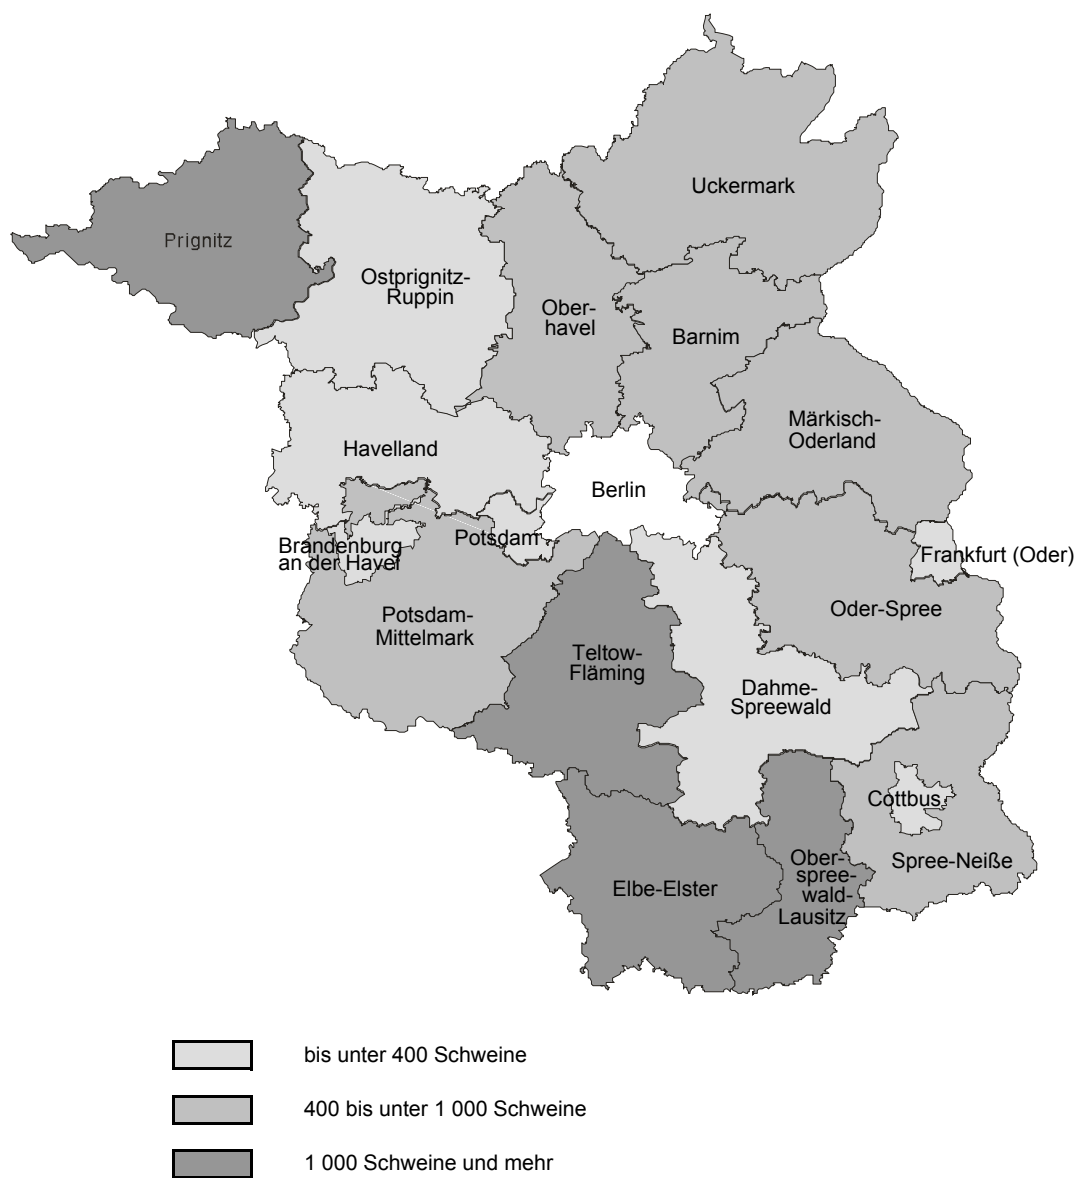 Uckermark
Prignitz
Ostprignitz-
Ruppin
Ober-
havel
Barnim
Märkisch-
Oderland
Havelland
Berlin
Brandenburg
an der Havel
Potsdam
Frankfurt (Oder)
Potsdam-
Mittelmark
Oder-Spree
Teltow-
Fläming
Dahme-
Spreewald
Cottbus
Ober-
spree-
wald-
Lausitz
Spree-Neiße
Elbe-Elster
bis unter 400 Schweine
400 bis unter 1 000 Schweine
1 000 Schweine und mehr